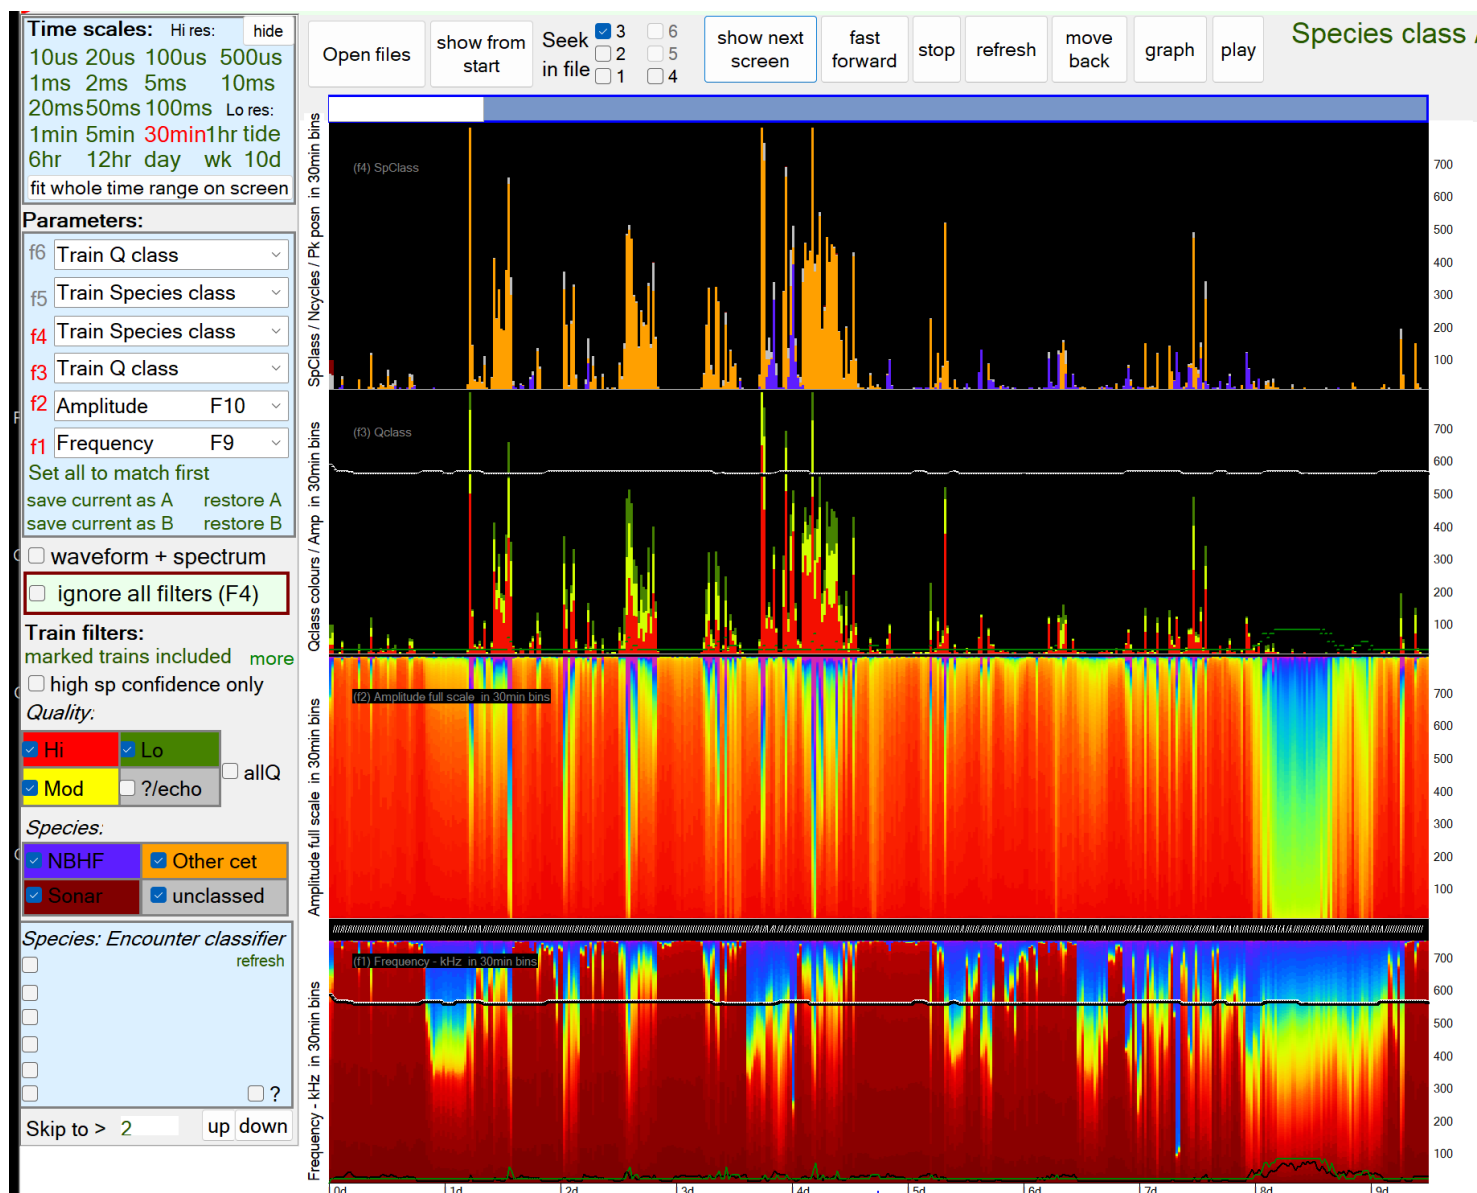 Time scales: Hi res: hide
10us 20us 100us 500us
1ms 2ms 5ms 10ms
20ms 50ms 100ms Lo res:
1min 5min 30min 1hr tide
6hr 12hr day wk 10d
fit whole time range on screen
Parameters:
f6 Train Q class
f5 Train Species class
f4 Train Species class
f3 Train Q class
f2 Amplitude F10
f1 Frequency F9
Set all to match first
save current as A restore A
save current as B restore B
waveform + spectrum
ignore all filters (F4)
Train filters:
marked trains included more
high sp confidence only
Quality:
Hi Lo
allQ
Mod ?/echo
Species:
NBHF Other cet
Sonar unclassed
Species: Encounter classifier
refresh
?
Skip to > 2 up down
Open files
show from
start
Seek
in file
3 6
2 5
1 4
show next
screen
fast
forward
stop
refresh
move
back
graph
play
Species class
SpClass / Ncycles / Pk posn in 30min bins
(f4) SpClass
700
600
500
400
300
200
100
Qclass colours / Amp in 30min bins
(f3) Qclass
700
600
500
400
300
200
100
Amplitude full scale in 30min bins
(f2) Amplitude full scale in 30min bins
700
600
500
400
300
200
100
Frequency - kHz in 30min bins
(f1) Frequency - kHz in 30min bins
700
600
500
400
300
200
100
0d 1d 2d 3d 4d 5d 6d 7d 8d 9d